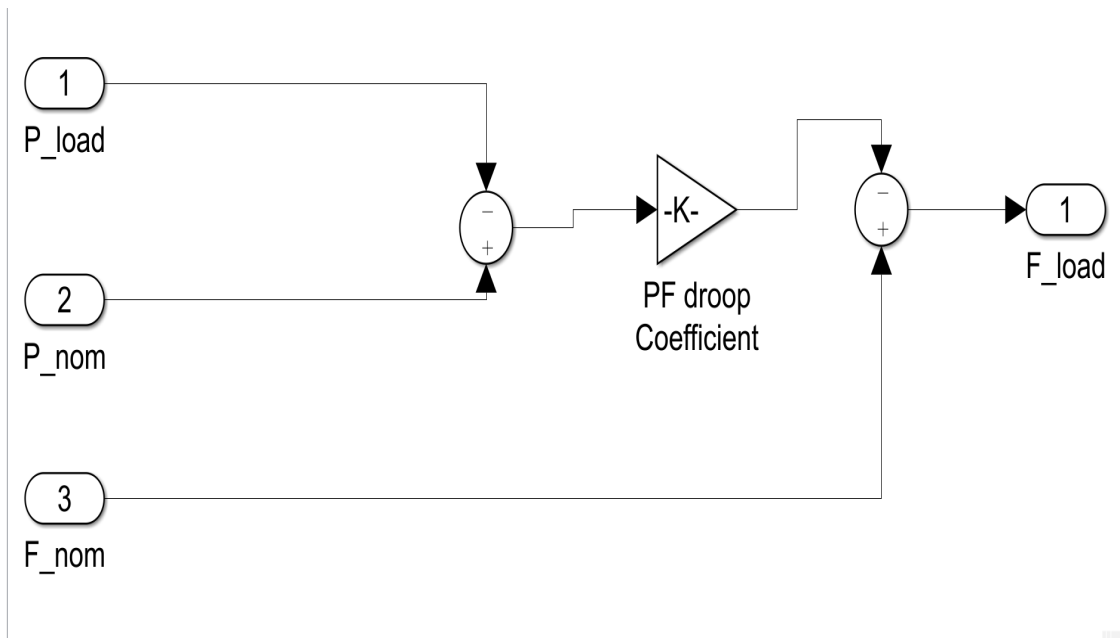 1
P_load
−
+
-K-
PF droop
Coefficient
−
+
1
F_load
2
P_nom
3
F_nom